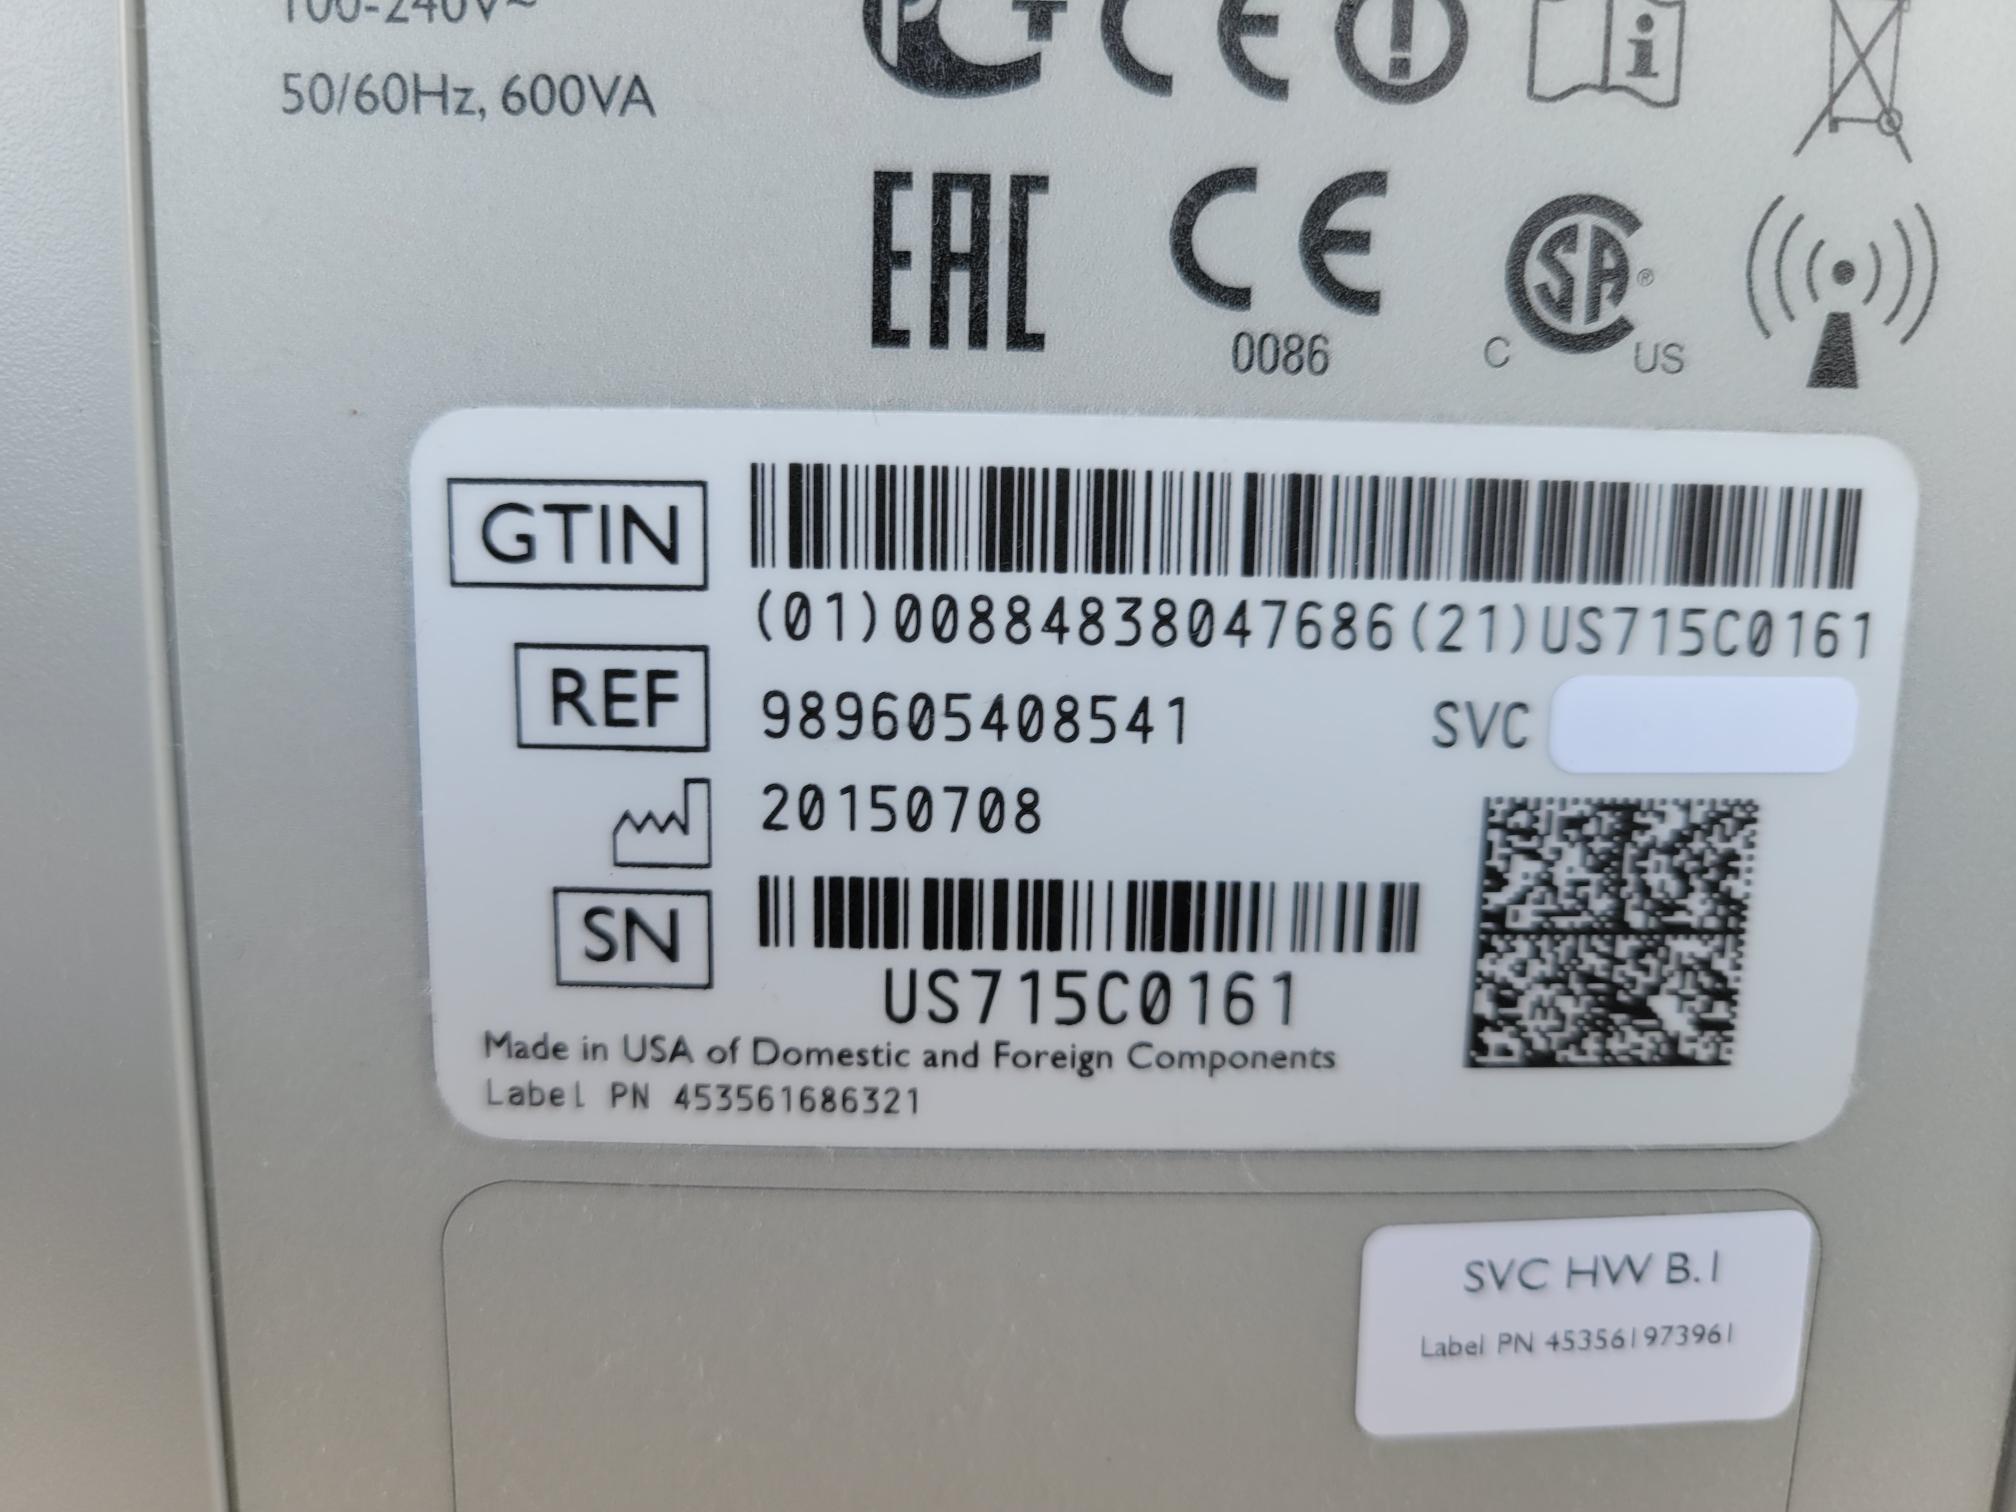 100-240V~
50/60Hz, 600VA
EAC
CE
0086
CSA®
C US
GTIN
(01)00884838047686(21)US715C0161
REF 989605408541 SVC
20150708
SN
US715C0161
Made in USA of Domestic and Foreign Components
Label PN 453561686321
SVC HW B.1
Label PN 453561973961